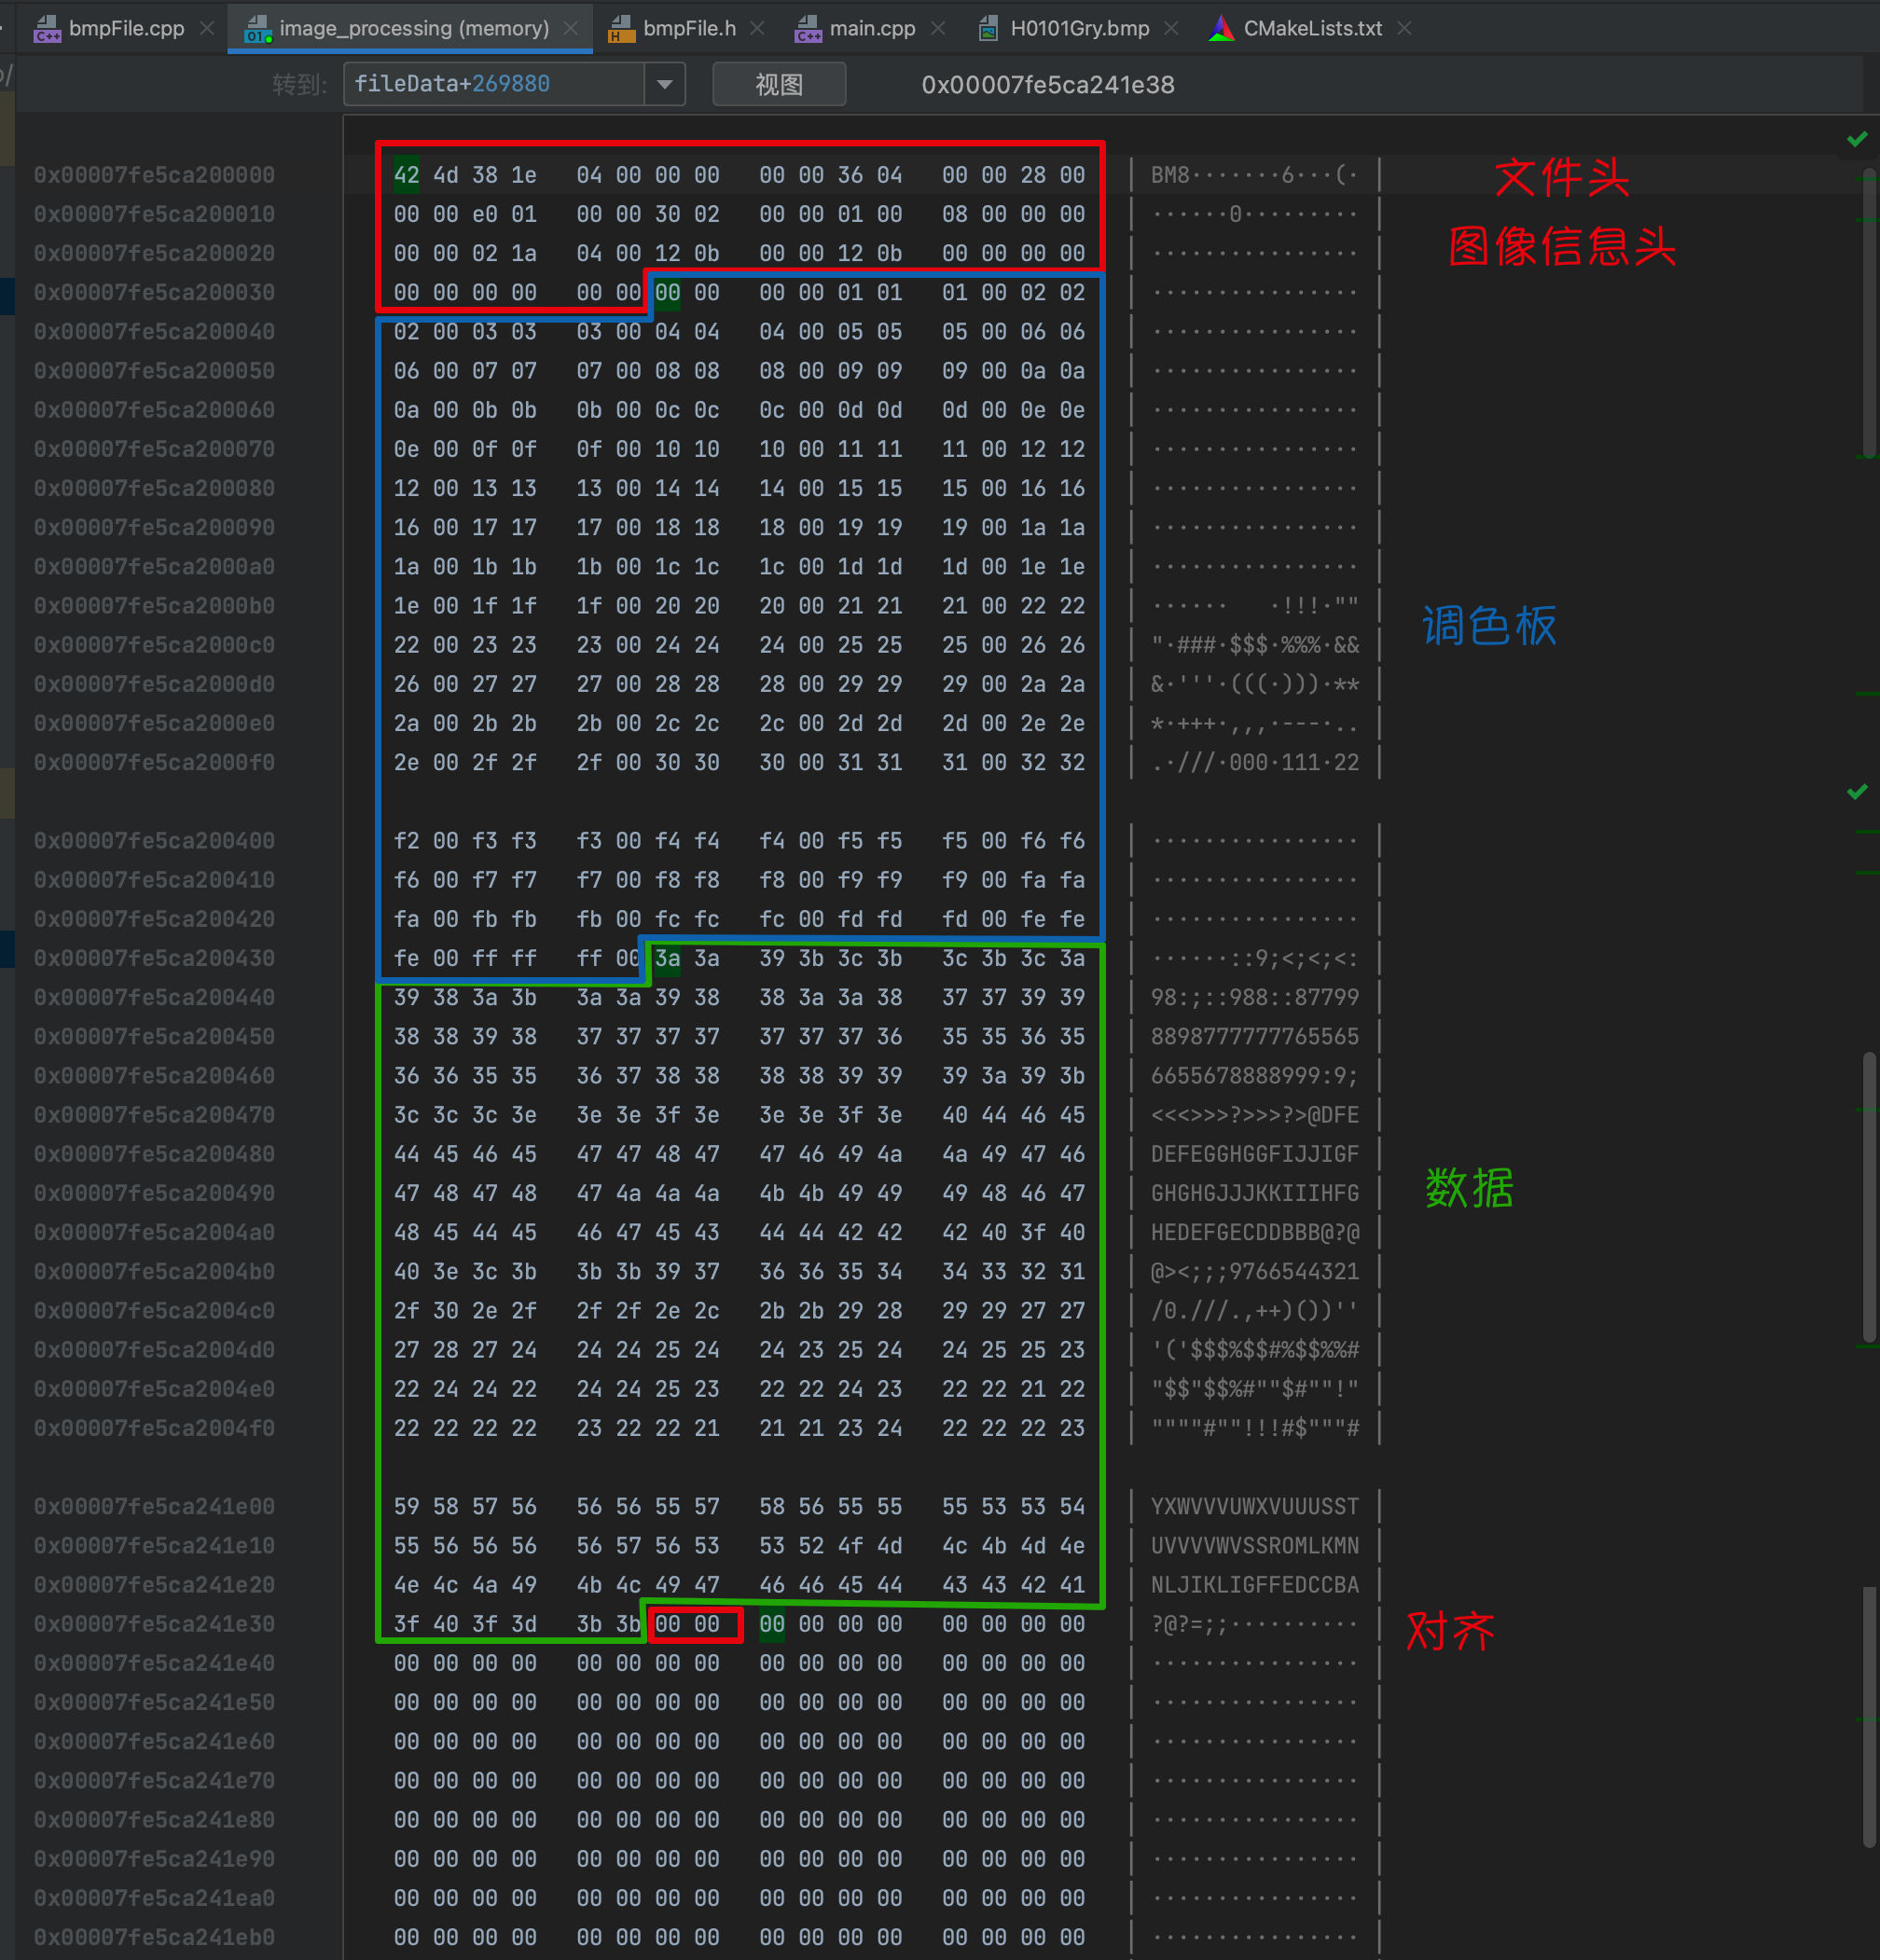 bmpFile.cpp image_processing (memory) bmpFile.h main.cpp H0101Gry.bmp CMakeLists.txt
转到: fileData+269880 视图 0x00007fe5ca241e38
0x00007fe5ca200000 42 4d 38 1e 04 00 00 00 00 00 36 04 00 00 28 00 BM8·······6···(· 文件头
0x00007fe5ca200010 00 00 e0 01 00 00 30 02 00 00 01 00 08 00 00 00 ······0·········
0x00007fe5ca200020 00 00 02 1a 04 00 12 0b 00 00 12 0b 00 00 00 00 ················ 图像信息头
0x00007fe5ca200030 00 00 00 00 00 00 00 00 00 00 01 01 01 00 02 02 ················
0x00007fe5ca200040 02 00 03 03 03 00 04 04 04 00 05 05 05 00 06 06 ················
0x00007fe5ca200050 06 00 07 07 07 00 08 08 08 00 09 09 09 00 0a 0a ················
0x00007fe5ca200060 0a 00 0b 0b 0b 00 0c 0c 0c 00 0d 0d 0d 00 0e 0e ················
0x00007fe5ca200070 0e 00 0f 0f 0f 00 10 10 10 00 11 11 11 00 12 12 ················
0x00007fe5ca200080 12 00 13 13 13 00 14 14 14 00 15 15 15 00 16 16 ················
0x00007fe5ca200090 16 00 17 17 17 00 18 18 18 00 19 19 19 00 1a 1a ················
0x00007fe5ca2000a0 1a 00 1b 1b 1b 00 1c 1c 1c 00 1d 1d 1d 00 1e 1e ················
0x00007fe5ca2000b0 1e 00 1f 1f 1f 00 20 20 20 00 21 21 21 00 22 22 ······   ·!!!·"" 调色板
0x00007fe5ca2000c0 22 00 23 23 23 00 24 24 24 00 25 25 25 00 26 26 "·###·$$$·%%%·&&
0x00007fe5ca2000d0 26 00 27 27 27 00 28 28 28 00 29 29 29 00 2a 2a &·'''·(((·)))·**
0x00007fe5ca2000e0 2a 00 2b 2b 2b 00 2c 2c 2c 00 2d 2d 2d 00 2e 2e *·+++·,,,·---·..
0x00007fe5ca2000f0 2e 00 2f 2f 2f 00 30 30 30 00 31 31 31 00 32 32 .·///·000·111·22
0x00007fe5ca200400 f2 00 f3 f3 f3 00 f4 f4 f4 00 f5 f5 f5 00 f6 f6 ················
0x00007fe5ca200410 f6 00 f7 f7 f7 00 f8 f8 f8 00 f9 f9 f9 00 fa fa ················
0x00007fe5ca200420 fa 00 fb fb fb 00 fc fc fc 00 fd fd fd 00 fe fe ················
0x00007fe5ca200430 fe 00 ff ff ff 00 3a 3a 39 3b 3c 3b 3c 3b 3c 3a ······::9;<;<;<:
0x00007fe5ca200440 39 38 3a 3b 3a 3a 39 38 38 3a 3a 38 37 37 39 39 98:;::988::87799
0x00007fe5ca200450 38 38 39 38 37 37 37 37 37 37 37 36 35 35 36 35 8898777777765565
0x00007fe5ca200460 36 36 35 35 36 37 38 38 38 38 39 39 39 3a 39 3b 6655678888999:9;
0x00007fe5ca200470 3c 3c 3c 3e 3e 3e 3f 3e 3e 3e 3f 3e 40 44 46 45 <<<>>>?>>>?>@DFE
0x00007fe5ca200480 44 45 46 45 47 47 48 47 47 46 49 4a 4a 49 47 46 DEFEGGHGGFIJJIGF
0x00007fe5ca200490 47 48 47 48 47 4a 4a 4a 4b 4b 49 49 49 48 46 47 GHGHGJJJKKIIIHFG 数据
0x00007fe5ca2004a0 48 45 44 45 46 47 45 43 44 44 42 42 42 40 3f 40 HEDEFGECDDBBB@?@
0x00007fe5ca2004b0 40 3e 3c 3b 3b 3b 39 37 36 36 35 34 34 33 32 31 @><;;;9766544321
0x00007fe5ca2004c0 2f 30 2e 2f 2f 2f 2e 2c 2b 2b 29 28 29 29 27 27 /0.///.,++)())''
0x00007fe5ca2004d0 27 28 27 24 24 24 25 24 24 23 25 24 24 25 25 23 '('$$$%$$#%$$%%#
0x00007fe5ca2004e0 22 24 24 22 24 24 25 23 22 22 24 23 22 22 21 22 "$$"$$%#""$#""!"
0x00007fe5ca2004f0 22 22 22 22 23 22 22 21 21 21 23 24 22 22 22 23 """"#""!!!#$"""#
0x00007fe5ca241e00 59 58 57 56 56 56 55 57 58 56 55 55 55 53 53 54 YXWVVVUWXVUUUSST
0x00007fe5ca241e10 55 56 56 56 56 57 56 53 53 52 4f 4d 4c 4b 4d 4e UVVVVWVSSROMLKMN
0x00007fe5ca241e20 4e 4c 4a 49 4b 4c 49 47 46 46 45 44 43 43 42 41 NLJIKLIGFFEDCCBA
0x00007fe5ca241e30 3f 40 3f 3d 3b 3b 00 00 00 00 00 00 00 00 00 00 ?@?=;;·········· 对齐
0x00007fe5ca241e40 00 00 00 00 00 00 00 00 00 00 00 00 00 00 00 00 ················
0x00007fe5ca241e50 00 00 00 00 00 00 00 00 00 00 00 00 00 00 00 00 ················
0x00007fe5ca241e60 00 00 00 00 00 00 00 00 00 00 00 00 00 00 00 00 ················
0x00007fe5ca241e70 00 00 00 00 00 00 00 00 00 00 00 00 00 00 00 00 ················
0x00007fe5ca241e80 00 00 00 00 00 00 00 00 00 00 00 00 00 00 00 00 ················
0x00007fe5ca241e90 00 00 00 00 00 00 00 00 00 00 00 00 00 00 00 00 ················
0x00007fe5ca241ea0 00 00 00 00 00 00 00 00 00 00 00 00 00 00 00 00 ················
0x00007fe5ca241eb0 00 00 00 00 00 00 00 00 00 00 00 00 00 00 00 00 ················